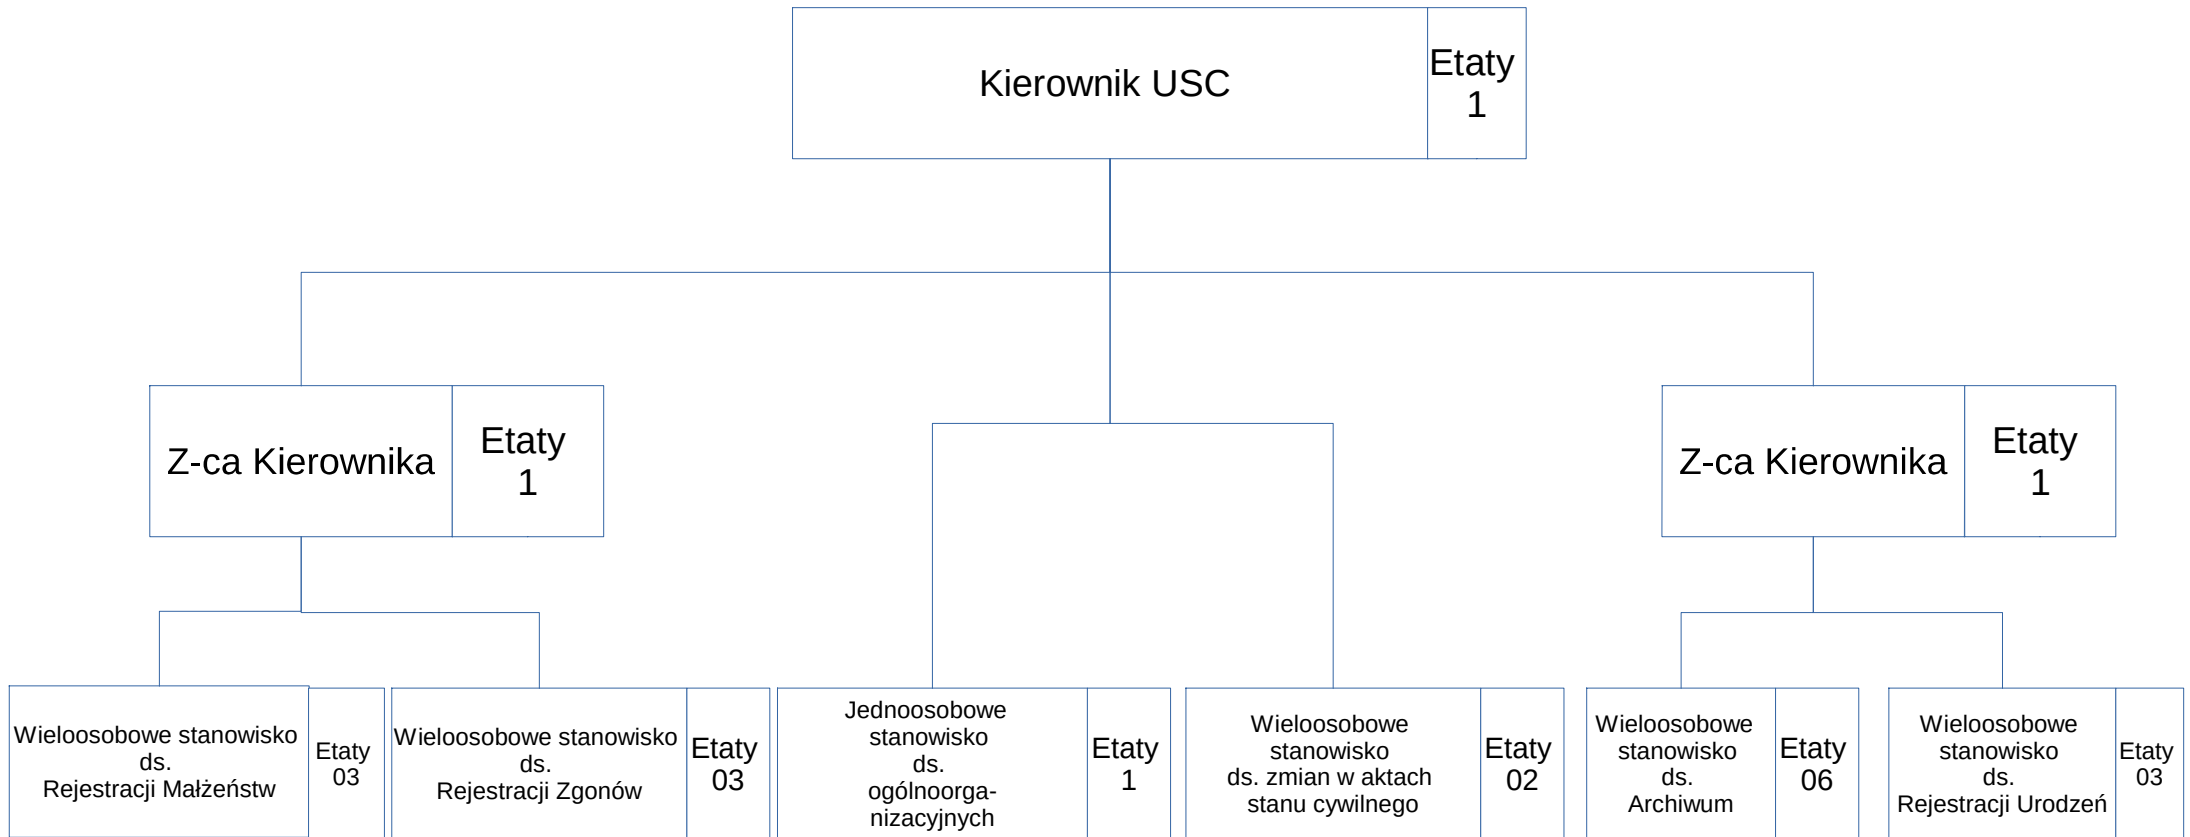 Kierownik USC
Etaty
1
Z-ca Kierownika
Etaty
1
Z-ca Kierownika
Etaty
1
Wieloosobowe stanowisko
ds.
Rejestracji Małżeństw
Etaty
03
Wieloosobowe stanowisko
ds.
Rejestracji Zgonów
Etaty
03
Jednoosobowe
stanowisko
ds.
ogólnoorga-
nizacyjnych
Etaty
1
Wieloosobowe
stanowisko
ds. zmian w aktach
stanu cywilnego
Etaty
02
Wieloosobowe
stanowisko
ds.
Archiwum
Etaty
06
Wieloosobowe
stanowisko
ds.
Rejestracji Urodzeń
Etaty
03